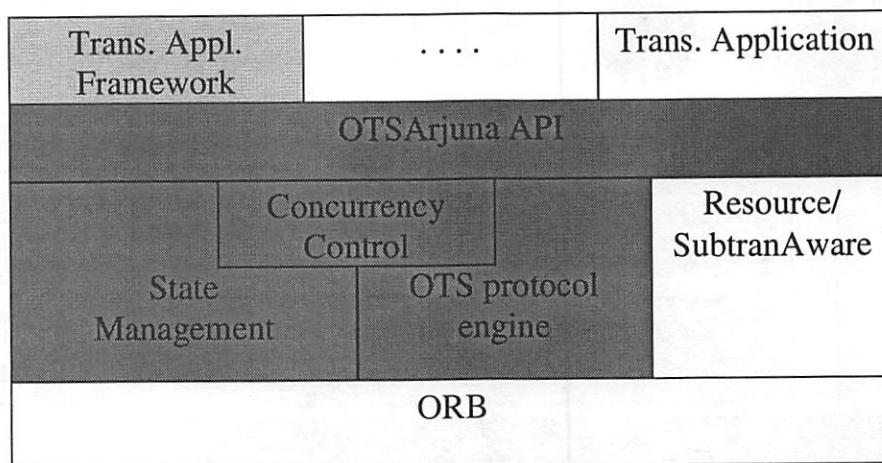 Trans. Appl.
Framework
. . . .
Trans. Application
OTSArjuna API
Concurrency
Control
Resource/
SubtranAware
State
Management
OTS protocol
engine
ORB